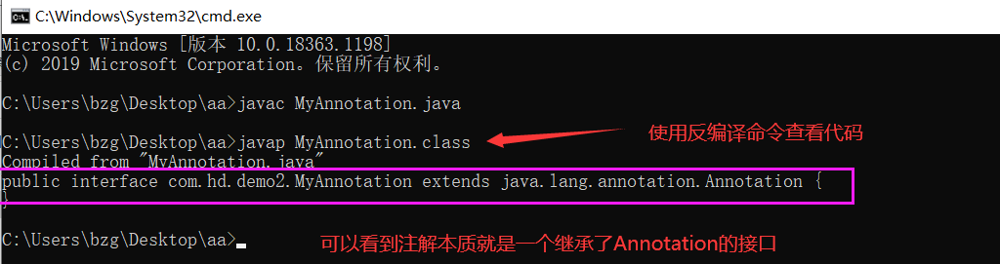 C:\Windows\System32\cmd.exe
Microsoft Windows [版本 10.0.18363.1198]
(c) 2019 Microsoft Corporation。保留所有权利。
C:\Users\bzg\Desktop\aa>javac MyAnnotation.java
C:\Users\bzg\Desktop\aa>javap MyAnnotation.class
使用反编译命令查看代码
Compiled from "MyAnnotation.java"
public interface com.hd.demo2.MyAnnotation extends java.lang.annotation.Annotation {
}
C:\Users\bzg\Desktop\aa>
可以看到注解本质就是一个继承了Annotation的接口